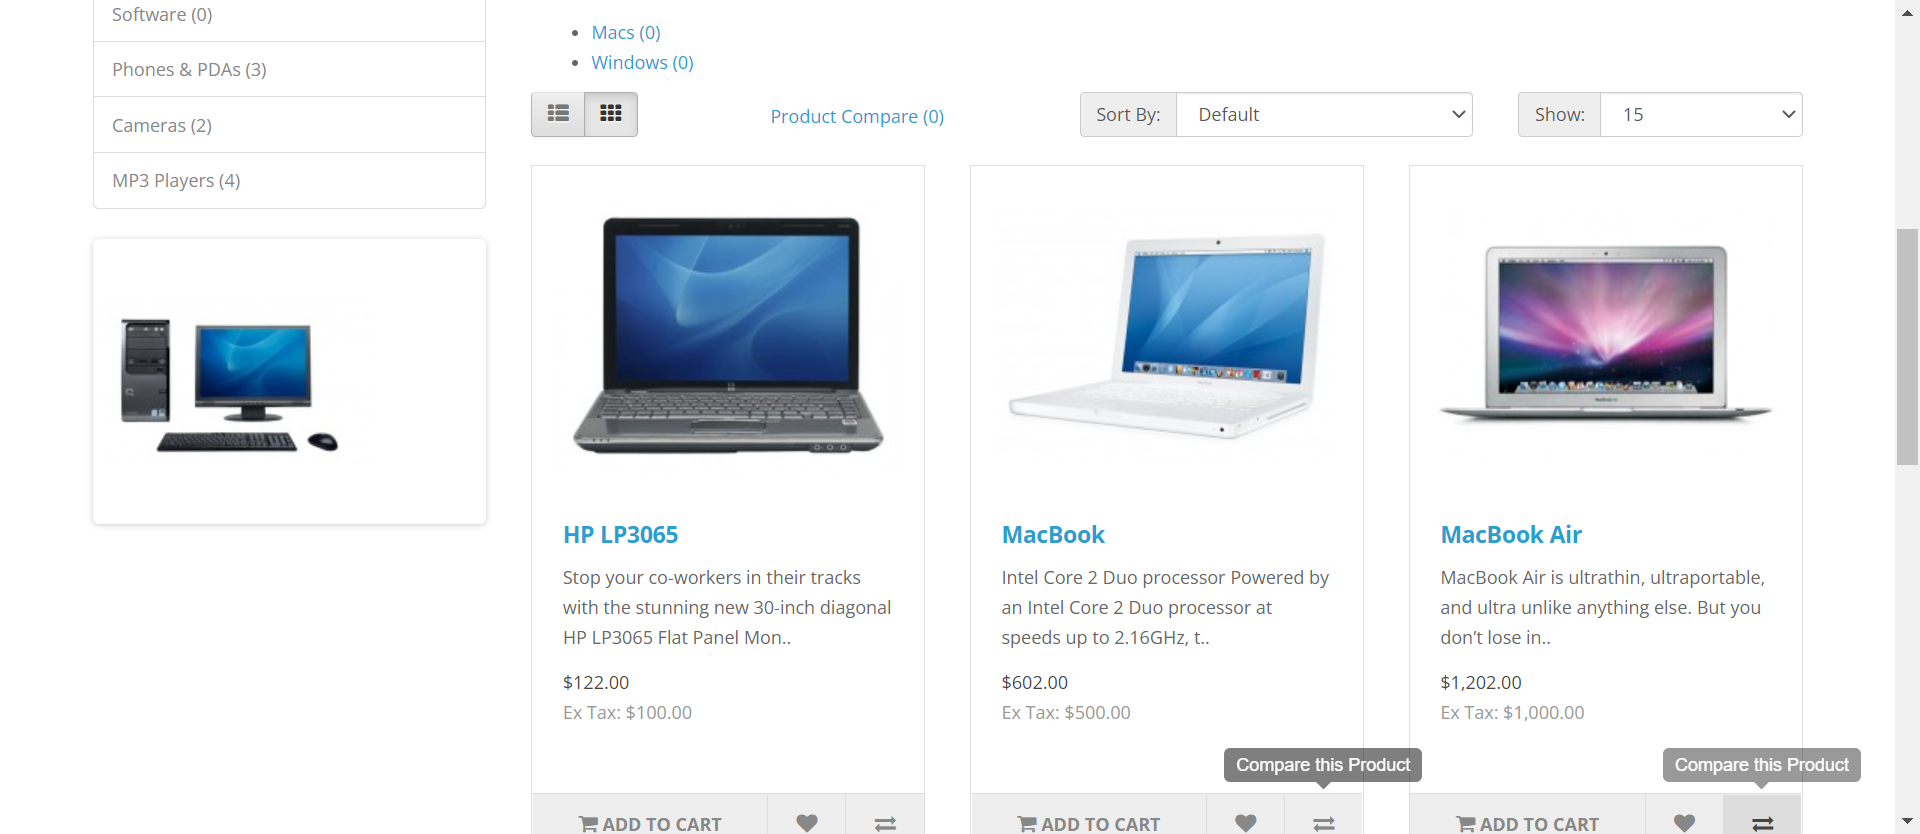 Software (0)
Phones & PDAs (3)
Cameras (2)
MP3 Players (4)
Macs (0)
Windows (0)
Product Compare (0)
Sort By:
Default
Show:
15
HP LP3065
Stop your co-workers in their tracks
with the stunning new 30-inch diagonal
HP LP3065 Flat Panel Mon..
$122.00
Ex Tax: $100.00
ADD TO CART
MacBook
Intel Core 2 Duo processor Powered by
an Intel Core 2 Duo processor at
speeds up to 2.16GHz, t..
$602.00
Ex Tax: $500.00
Compare this Product
ADD TO CART
MacBook Air
MacBook Air is ultrathin, ultraportable,
and ultra unlike anything else. But you
don’t lose in..
$1,202.00
Ex Tax: $1,000.00
Compare this Product
ADD TO CART